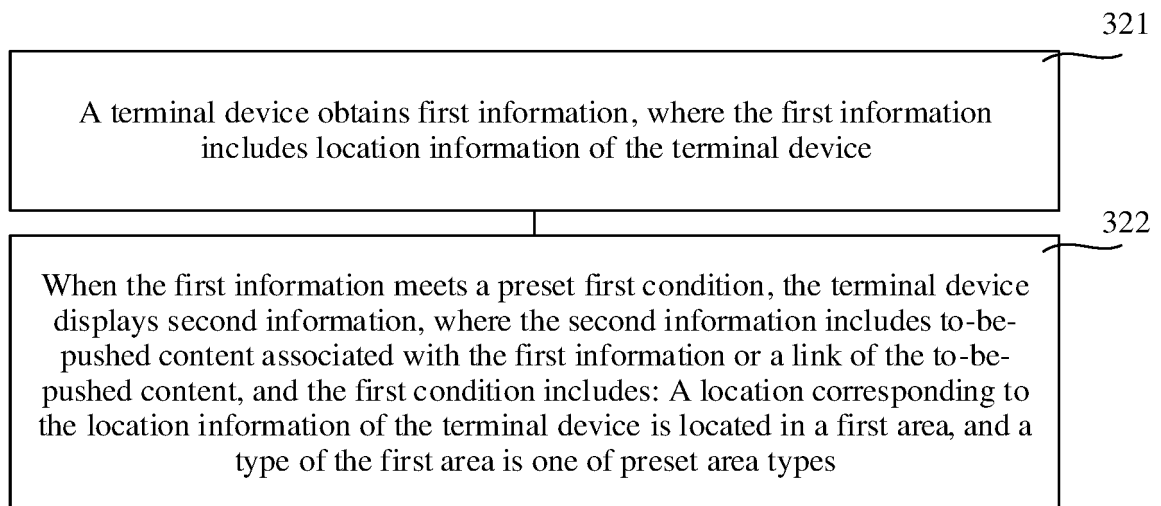 321
A terminal device obtains first information, where the first information
includes location information of the terminal device
322
When the first information meets a preset first condition, the terminal device
displays second information, where the second information includes to-be-
pushed content associated with the first information or a link of the to-be-
pushed content, and the first condition includes: A location corresponding to
the location information of the terminal device is located in a first area, and a
type of the first area is one of preset area types